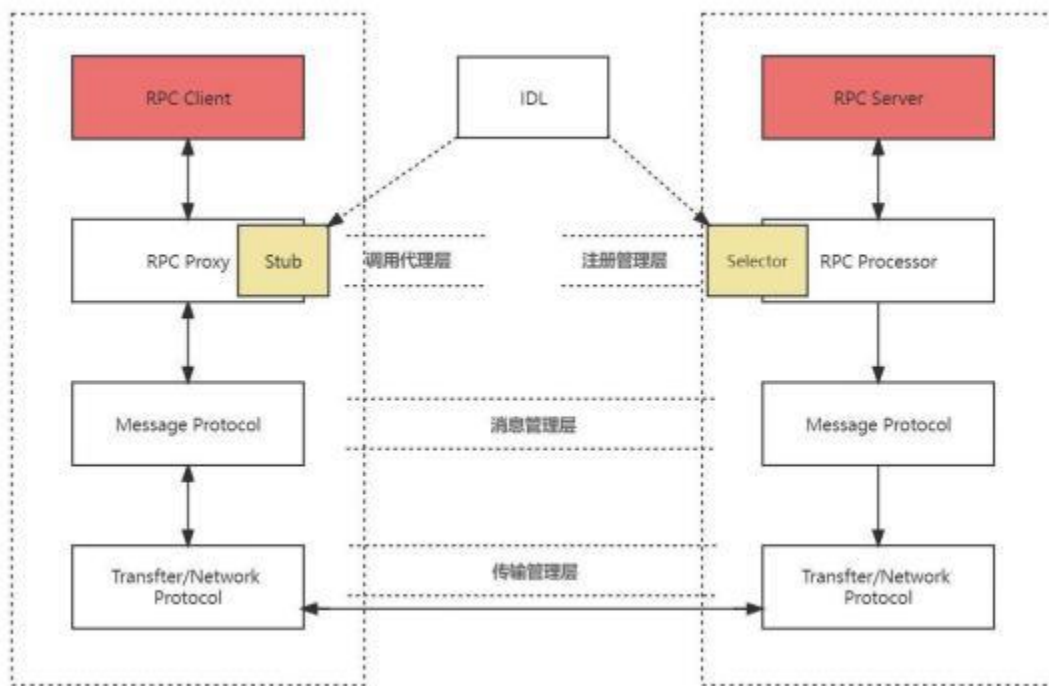 RPC Client
IDL
RPC Server
RPC Proxy
Stub
调用代理层
注册管理层
Selector
RPC Processor
Message Protocol
消息管理层
Message Protocol
Transfter/Network
Protocol
传输管理层
Transfter/Network
Protocol